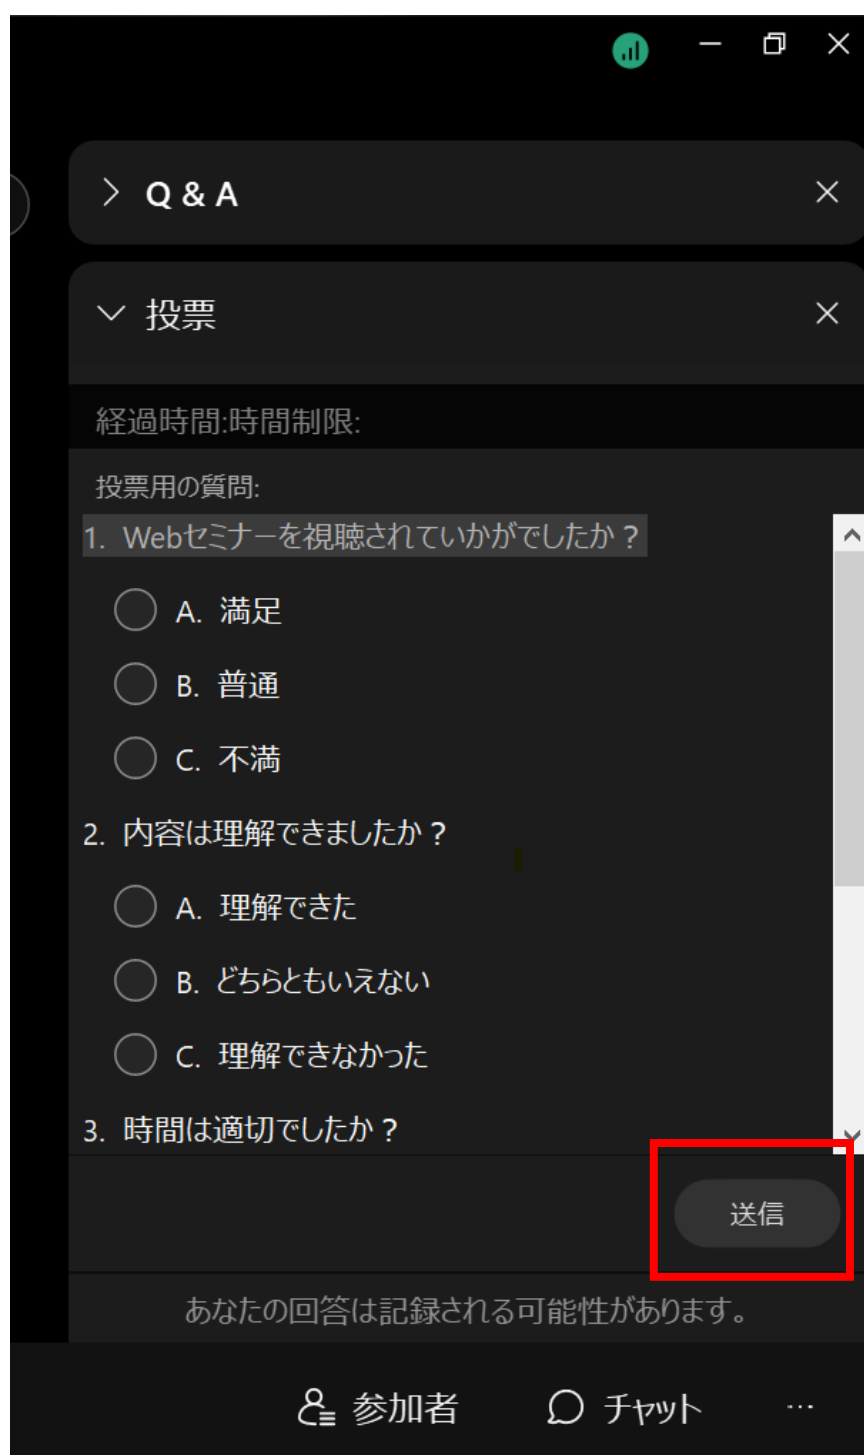 Q & A
投票
経過時間:時間制限:
投票用の質問:
1. Webセミナーを視聴されていかがでしたか？
A. 満足
B. 普通
C. 不満
2. 内容は理解できましたか？
A. 理解できた
B. どちらともいえない
C. 理解できなかった
3. 時間は適切でしたか？
送信
あなたの回答は記録される可能性があります。
参加者 チャット ...